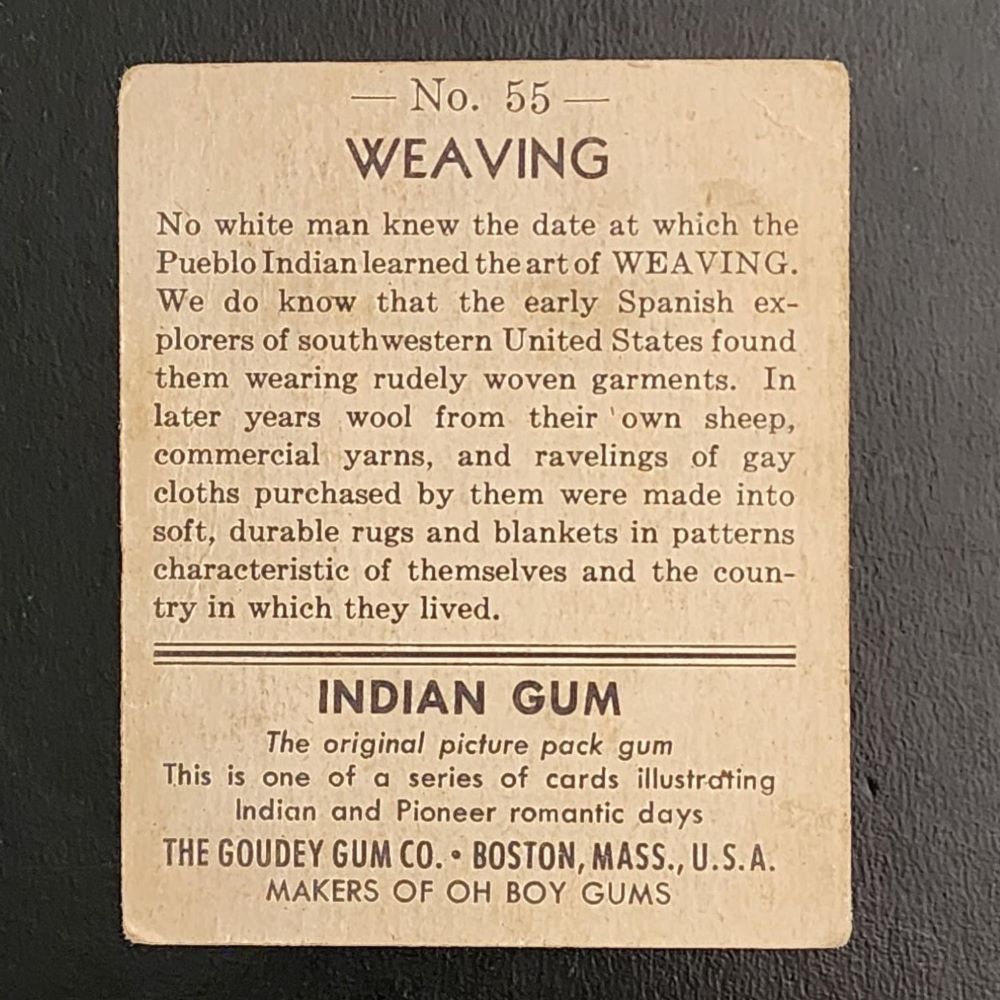 — No. 55 —
WEAVING
No white man knew the date at which the
Pueblo Indian learned the art of WEAVING.
We do know that the early Spanish ex-
plorers of southwestern United States found
them wearing rudely woven garments. In
later years wool from their own sheep,
commercial yarns, and ravelings of gay
cloths purchased by them were made into
soft, durable rugs and blankets in patterns
characteristic of themselves and the coun-
try in which they lived.
INDIAN GUM
The original picture pack gum
This is one of a series of cards illustrating
Indian and Pioneer romantic days
THE GOUDEY GUM CO. • BOSTON, MASS., U.S.A.
MAKERS OF OH BOY GUMS